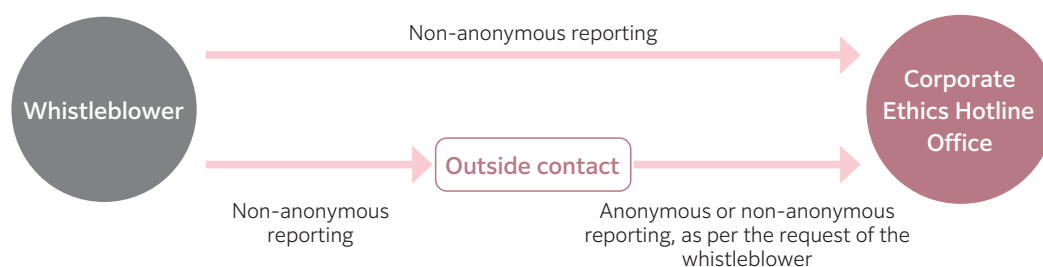 Non-anonymous reporting
Whistleblower
Corporate
Ethics Hotline
Office
Outside contact
Non-anonymous
reporting
Anonymous or non-anonymous
reporting, as per the request of the
whistleblower